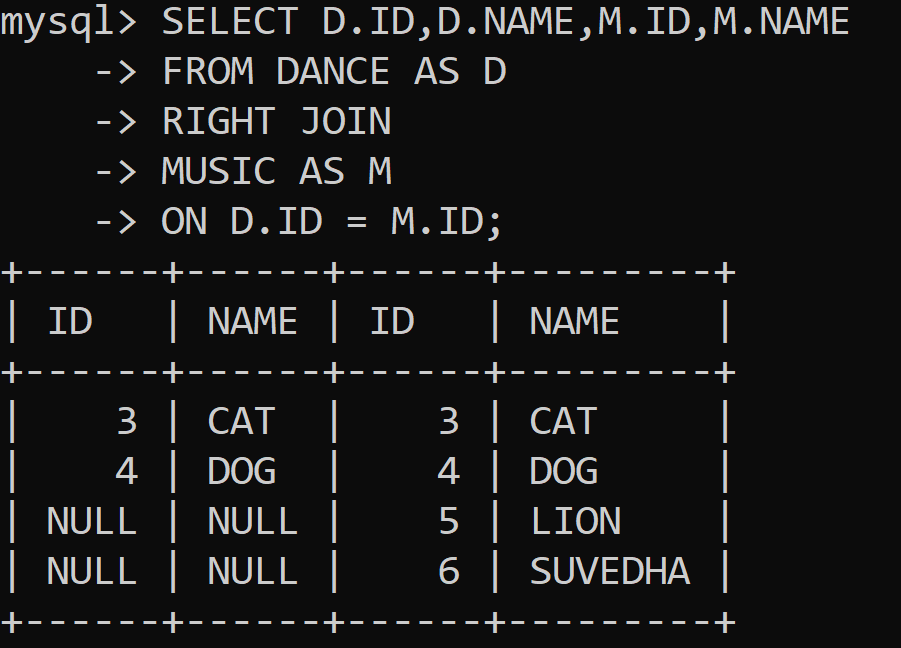 mysql> SELECT D.ID,D.NAME,M.ID,M.NAME
    -> FROM DANCE AS D
    -> RIGHT JOIN
    -> MUSIC AS M
    -> ON D.ID = M.ID;
+------+------+------+---------+
| ID   | NAME | ID   | NAME    |
+------+------+------+---------+
|    3 | CAT  |    3 | CAT     |
|    4 | DOG  |    4 | DOG     |
| NULL | NULL |    5 | LION    |
| NULL | NULL |    6 | SUVEDHA |
+------+------+------+---------+